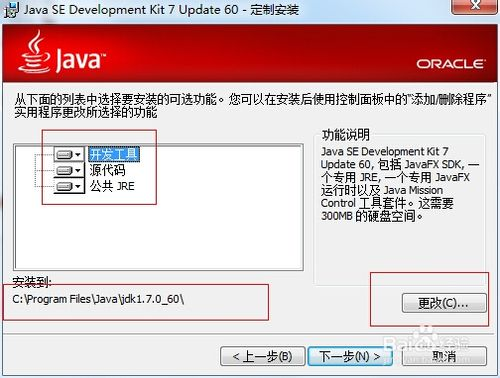 Java SE Development Kit 7 Update 60 - 定制安装
Java
ORACLE
从下面的列表中选择要安装的可选功能。您可以在安装后使用控制面板中的“添加/删除程序”
实用程序更改所选择的功能
开发工具
源代码
公共 JRE
功能说明
Java SE Development Kit 7
Update 60, 包括 JavaFX SDK, 一
个专用 JRE, 一个专用 JavaFX
运行时以及 Java Mission
Control 工具套件。这需要
300MB 的硬盘空间。
安装到:
C:\Program Files\Java\jdk1.7.0_60\
更改(C)...
<上一步(B)
下一步(N) >
取消
Baidu 经验